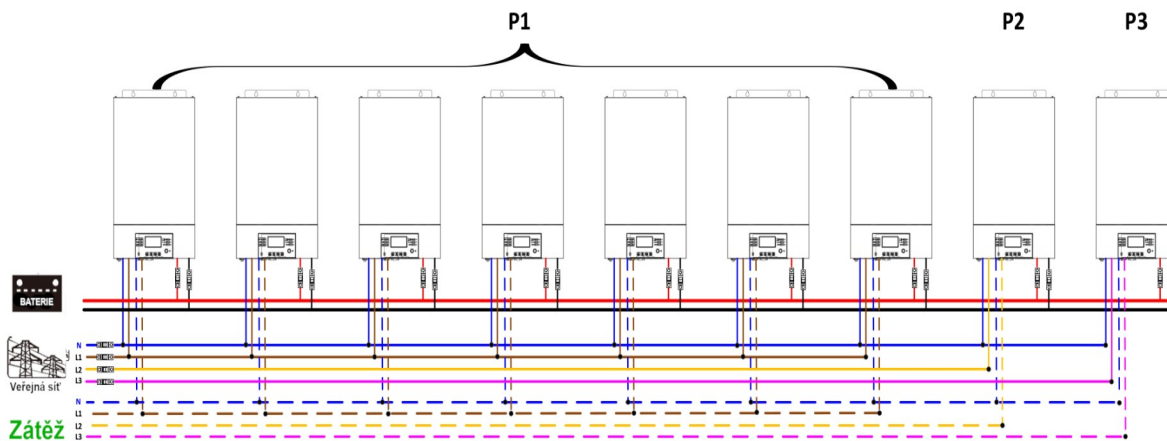 P1
P2
P3
BATERIE
N
L1
L2
L3
Veřejná síť
N
L1
L2
L3
Zátěž